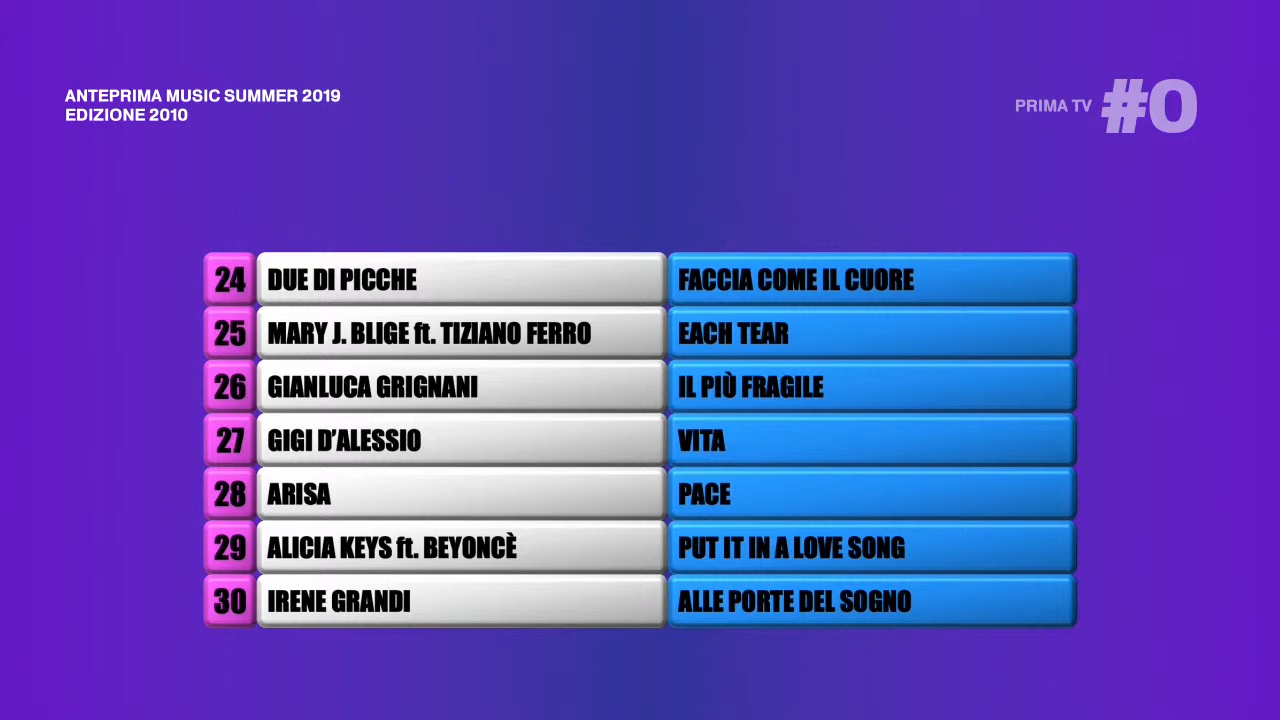 ANTEPRIMA MUSIC SUMMER 2019
EDIZIONE 2010
PRIMA TV #0
24 DUE DI PICCHE FACCIA COME IL CUORE
25 MARY J. BLIGE ft. TIZIANO FERRO EACH TEAR
26 GIANLUCA GRIGNANI IL PIÙ FRAGILE
27 GIGI D'ALESSIO VITA
28 ARISA PACE
29 ALICIA KEYS ft. BEYONCÈ PUT IT IN A LOVE SONG
30 IRENE GRANDI ALLE PORTE DEL SOGNO